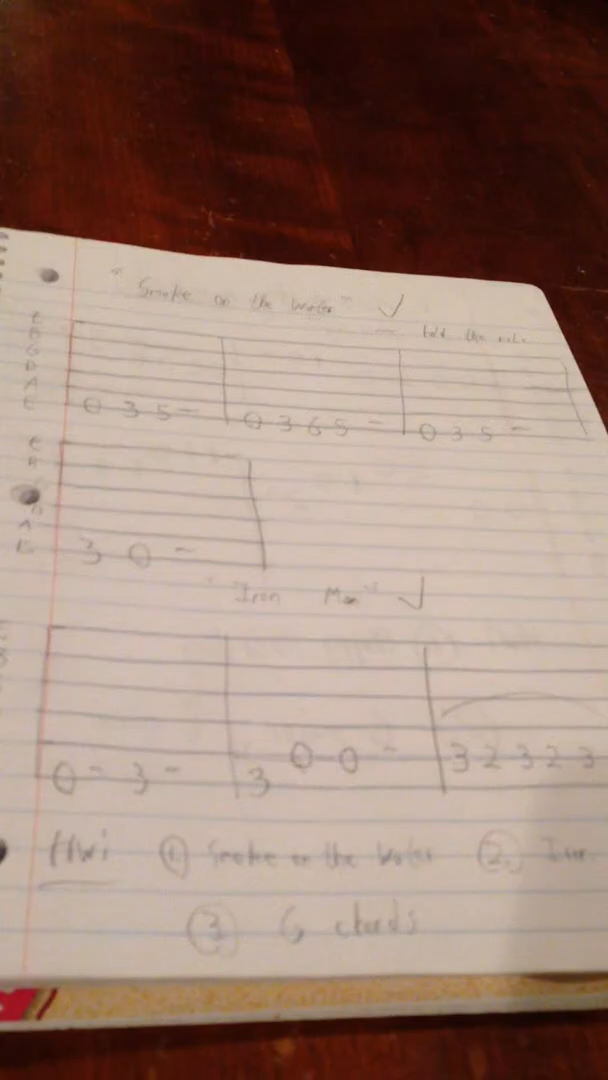 "Smoke on the Water" ✓
— hold the note
E
A
G
D
A
E
0 3 5 – 0 3 6 5 – 0 3 5 –
3 0 –
"Iron Man" ✓
0 – 3 – 3 0 0 – 3 2 3 2 3
HW: ① Smoke on the Water ② Iron
③ G chords